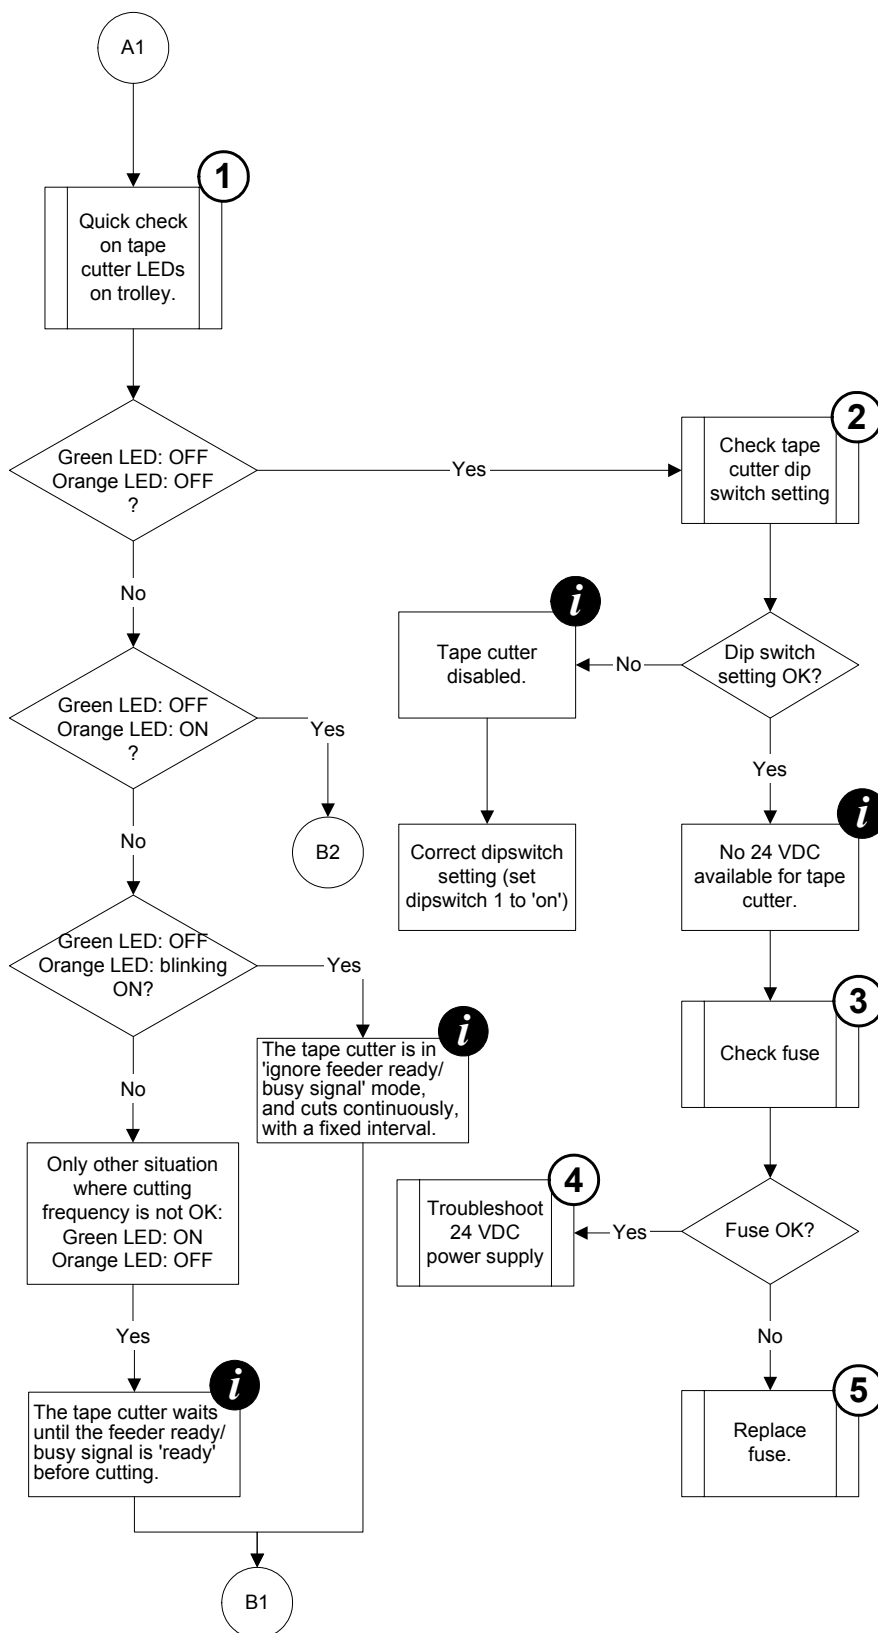 A1
1
Quick check
on tape
cutter LEDs
on trolley.
Green LED: OFF
Orange LED: OFF
?
Yes
2
Check tape
cutter dip
switch setting
No
Dip switch
setting OK?
No
i
Tape cutter
disabled.
Correct dipswitch
setting (set
dipswitch 1 to 'on')
Yes
i
No 24 VDC
available for tape
cutter.
3
Check fuse
Fuse OK?
Yes
4
Troubleshoot
24 VDC
power supply
No
5
Replace
fuse.
Green LED: OFF
Orange LED: ON
?
Yes
B2
No
Green LED: OFF
Orange LED: blinking
ON?
Yes
i
The tape cutter is in
'ignore feeder ready/
busy signal' mode,
and cuts continuously,
with a fixed interval.
No
Only other situation
where cutting
frequency is not OK:
Green LED: ON
Orange LED: OFF
Yes
i
The tape cutter waits
until the feeder ready/
busy signal is 'ready'
before cutting.
B1